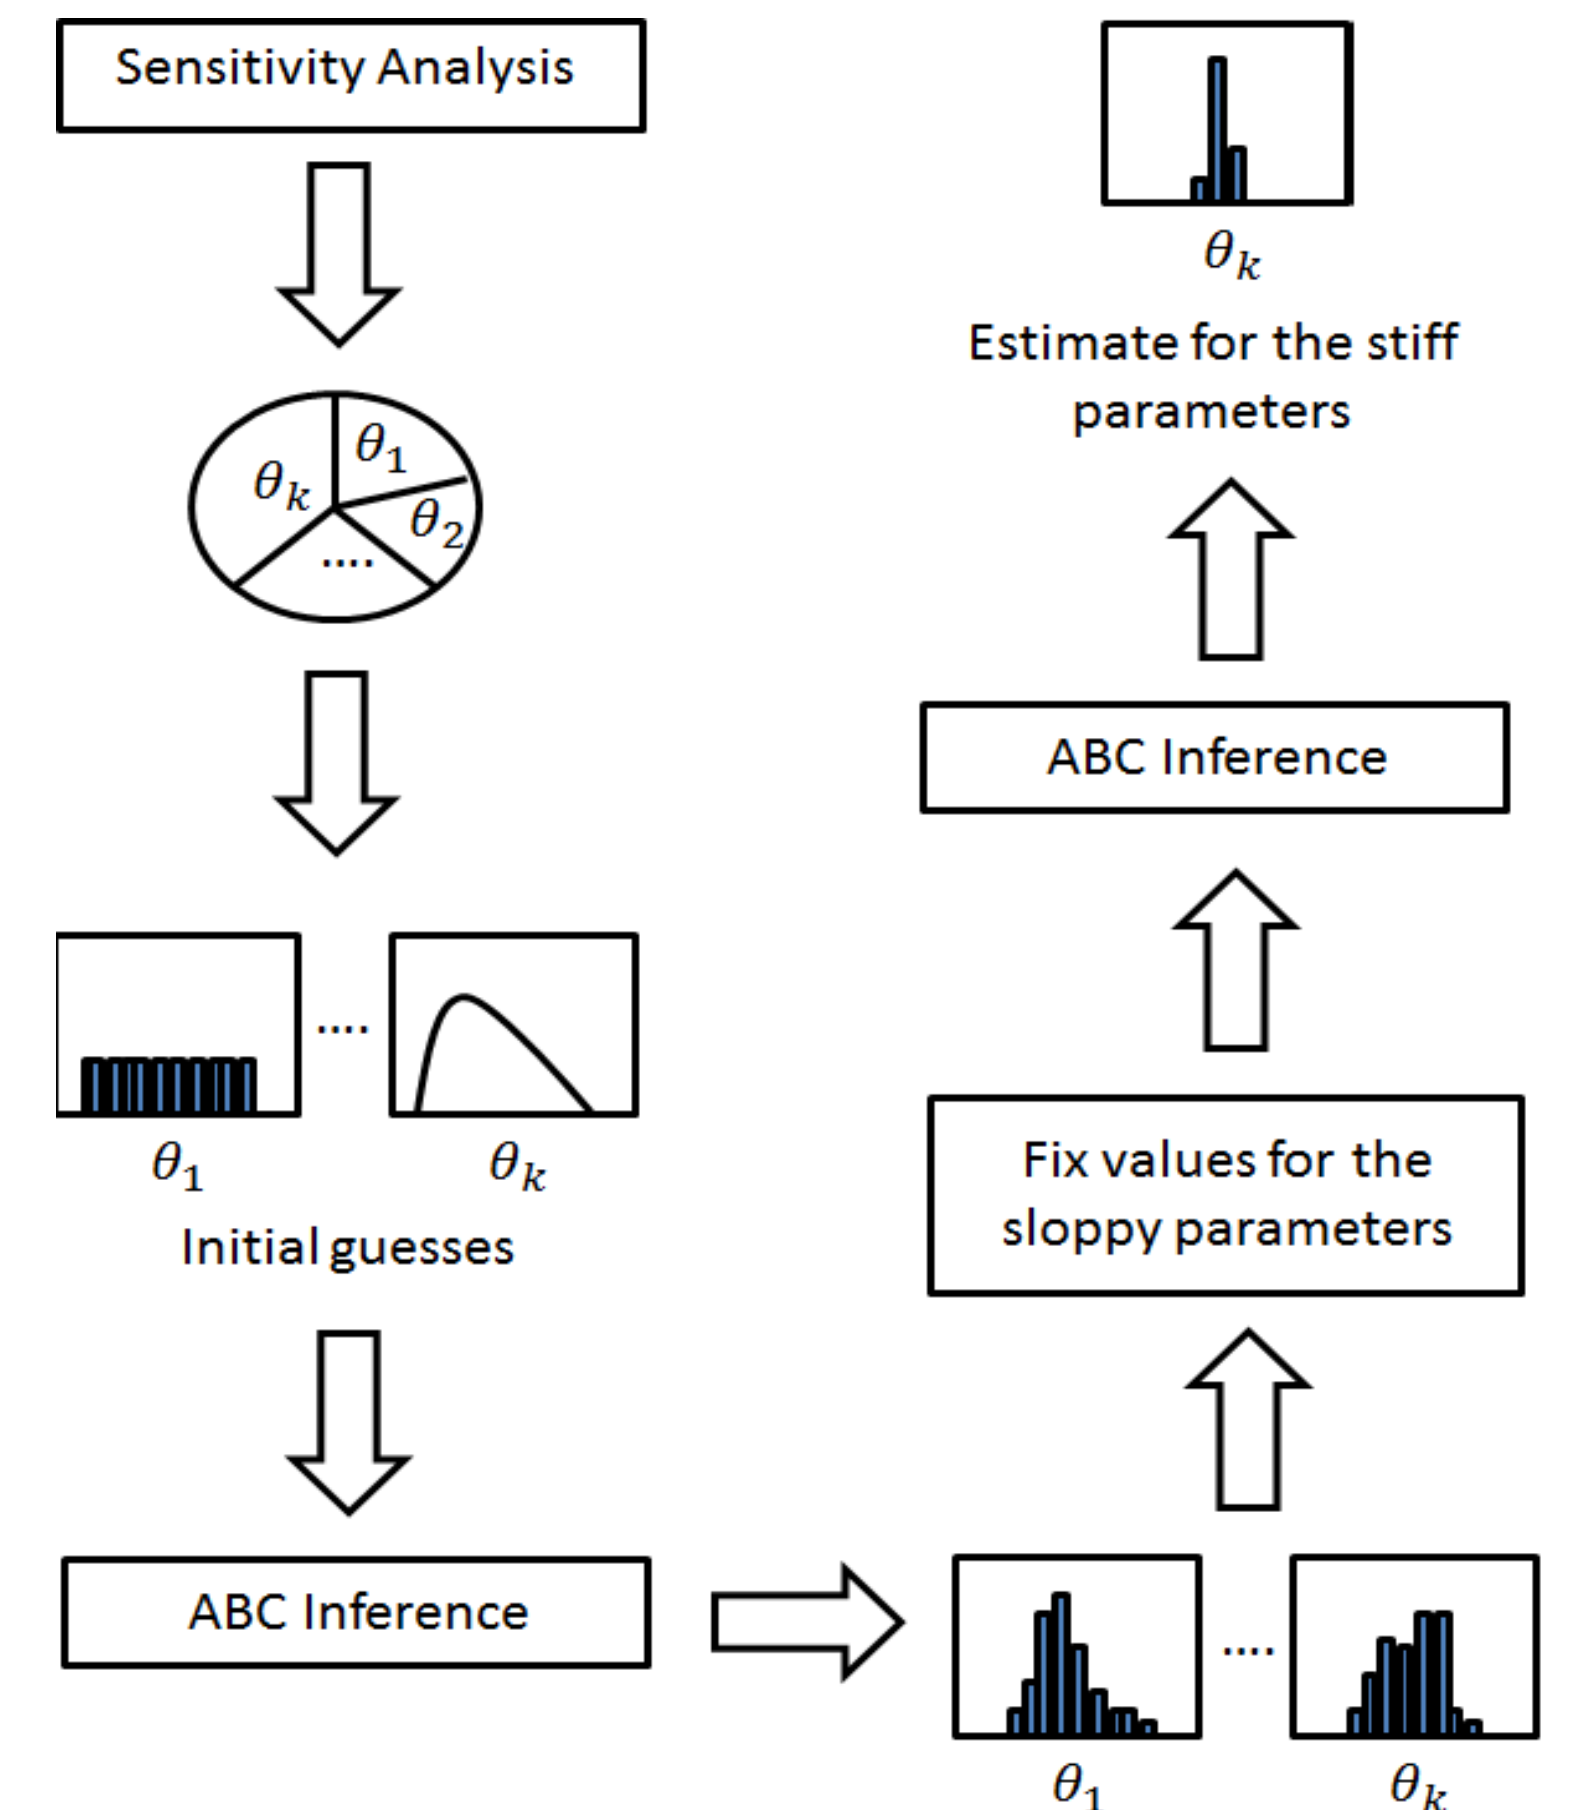 Sensitivity Analysis
θ1
θk
θ2
....
....
θ1
θk
Initial guesses
ABC Inference
....
θ1
θk
Fix values for the
sloppy parameters
ABC Inference
θk
Estimate for the stiff
parameters